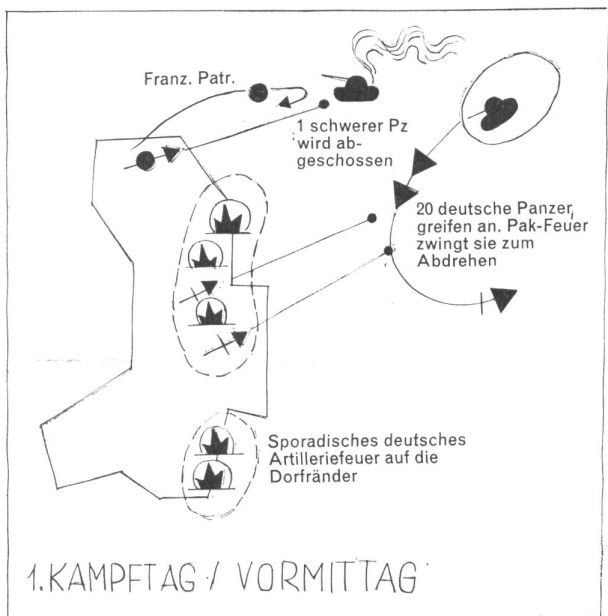 Franz. Patr.
1 schwerer Pz
wird ab-
geschossen
20 deutsche Panzer
greifen an. Pak-Feuer
zwingt sie zum
Abdrehen
Sporadisches deutsches
Artilleriefeuer auf die
Dorfränder
1. KAMPFTAG / VORMITTAG